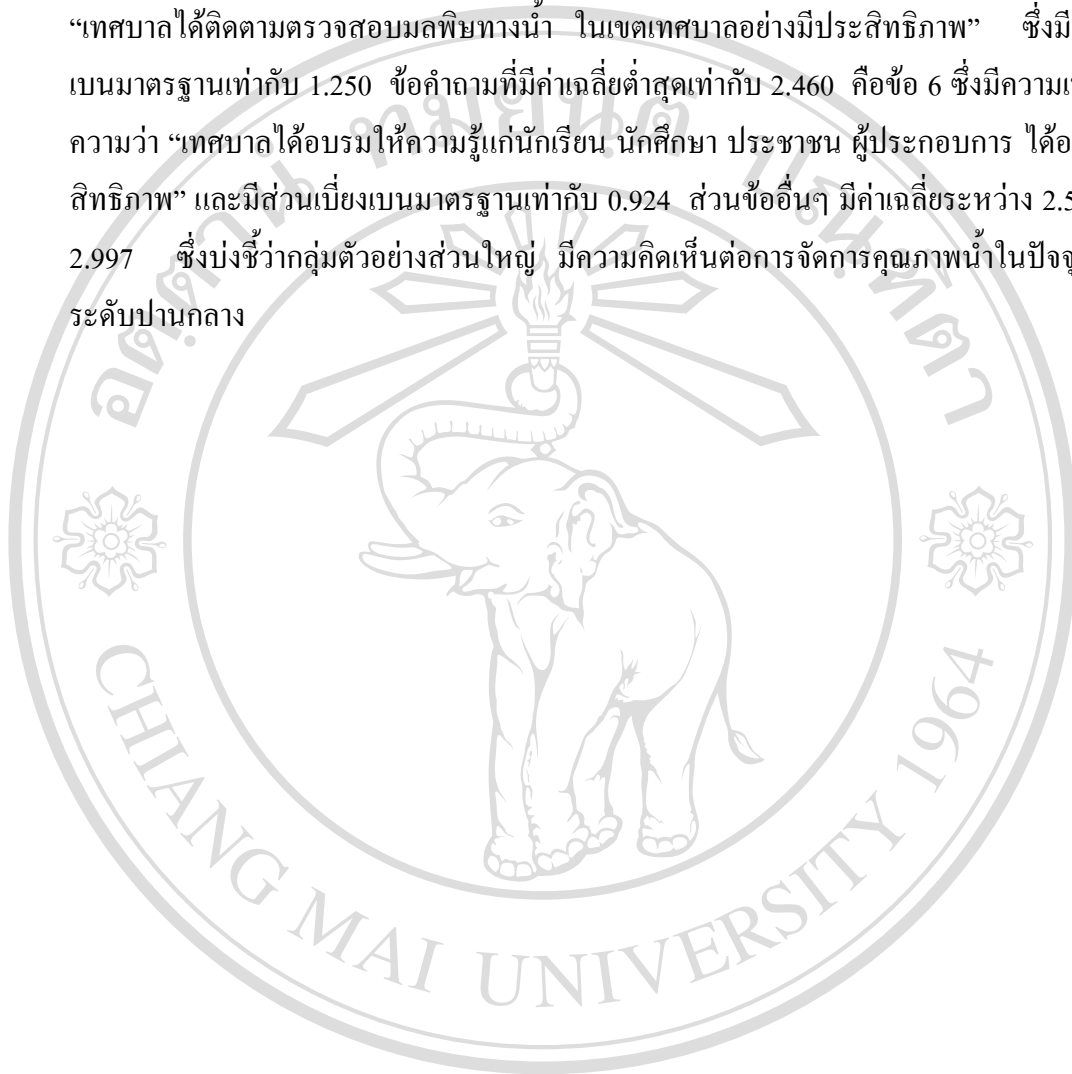 “เทศบาลได้ติดตามตรวจสอบมลพิษทางน้ำ ในเขตเทศบาลอย่างมีประสิทธิภาพ” ซึ่งมี
เบนมาตรฐานเท่ากับ 1.250 ข้อคำถามที่มีค่าเฉลี่ยต่ำสุดเท่ากับ 2.460 คือข้อ 6 ซึ่งมีความเ
ความว่า “เทศบาลได้อบรมให้ความรู้แก่นักเรียน นักศึกษา ประชาชน ผู้ประกอบการ ได้อ
สิทธิภาพ” และมีส่วนเบี่ยงเบนมาตรฐานเท่ากับ 0.924 ส่วนข้ออื่นๆ มีค่าเฉลี่ยระหว่าง 2.5
2.997 ซึ่งบ่งชี้ว่ากลุ่มตัวอย่างส่วนใหญ่ มีความคิดเห็นต่อการจัดการคุณภาพน้ำในปัจจุ
ระดับปานกลาง
อตฺตานํ ทมยนฺติ ปณฺฑิตา
CHIANG MAI UNIVERSITY 1964